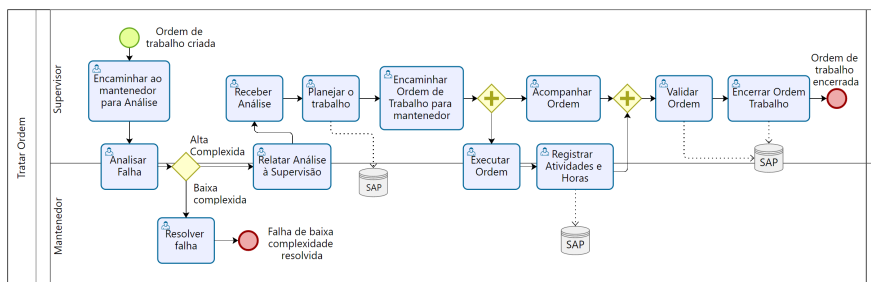 Tratar Ordem
Supervisor
Mantenedor
Ordem de
trabalho criada
Encaminhar ao
mantenedor
para Análise
Analisar
Falha
Alta
Complexida
Baixa
complexida
Resolver
falha
Falha de baixa
complexidade
resolvida
Relatar Análise
à Supervisão
Receber
Análise
Planejar o
trabalho
SAP
Encaminhar
Ordem de
Trabalho para
mantenedor
Acompanhar
Ordem
Executar
Ordem
Registrar
Atividades e
Horas
SAP
Validar
Ordem
Encerrar Ordem
Trabalho
SAP
Ordem de
trabalho
encerrada